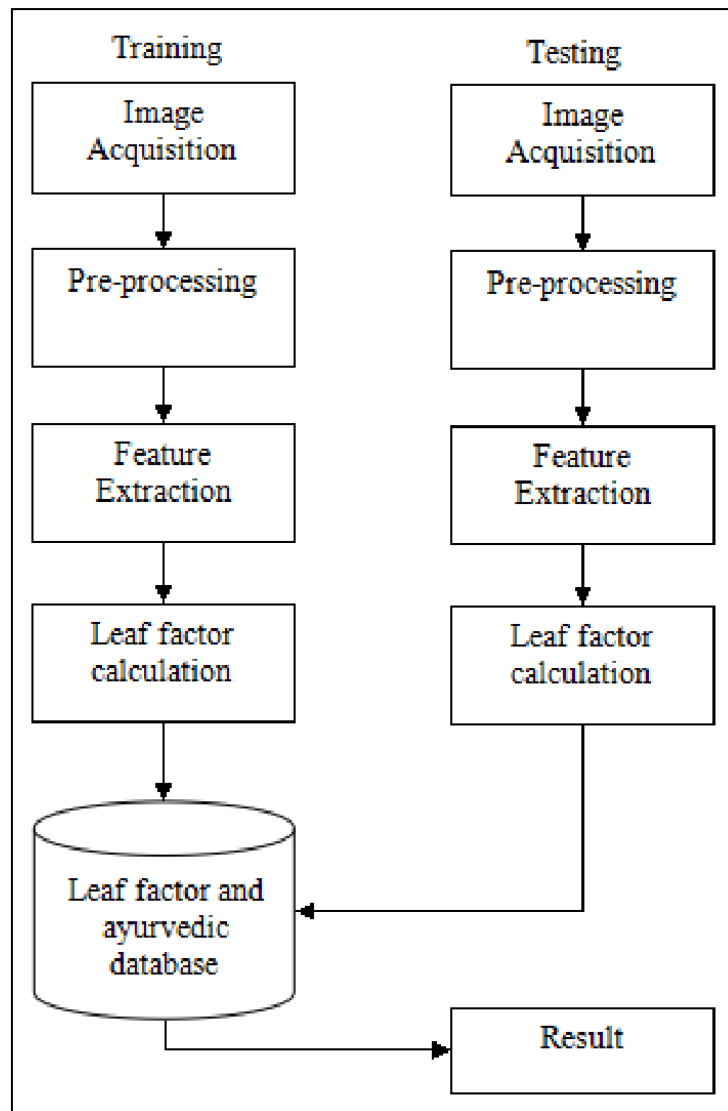 Training
Image
Acquisition
Pre-processing
Feature
Extraction
Leaf factor
calculation
Leaf factor and
ayurvedic
database
Testing
Image
Acquisition
Pre-processing
Feature
Extraction
Leaf factor
calculation
Result